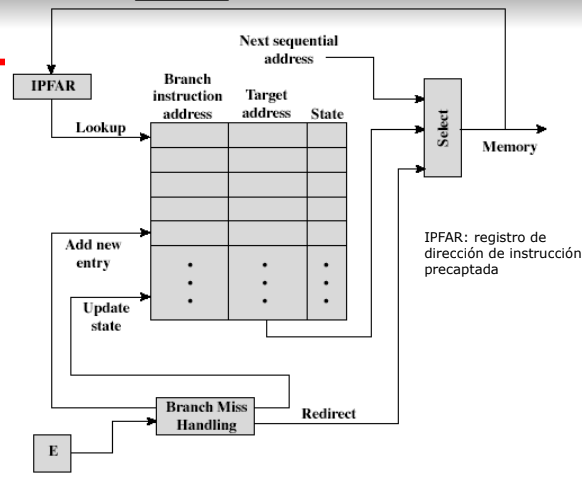 Next sequential
address
IPFAR
Branch
instruction
address
Target
address
State
Lookup
Select
Memory
IPFAR: registro de
dirección de instrucción
precaptada
Add new
entry
Update
state
Branch Miss
Handling
Redirect
E